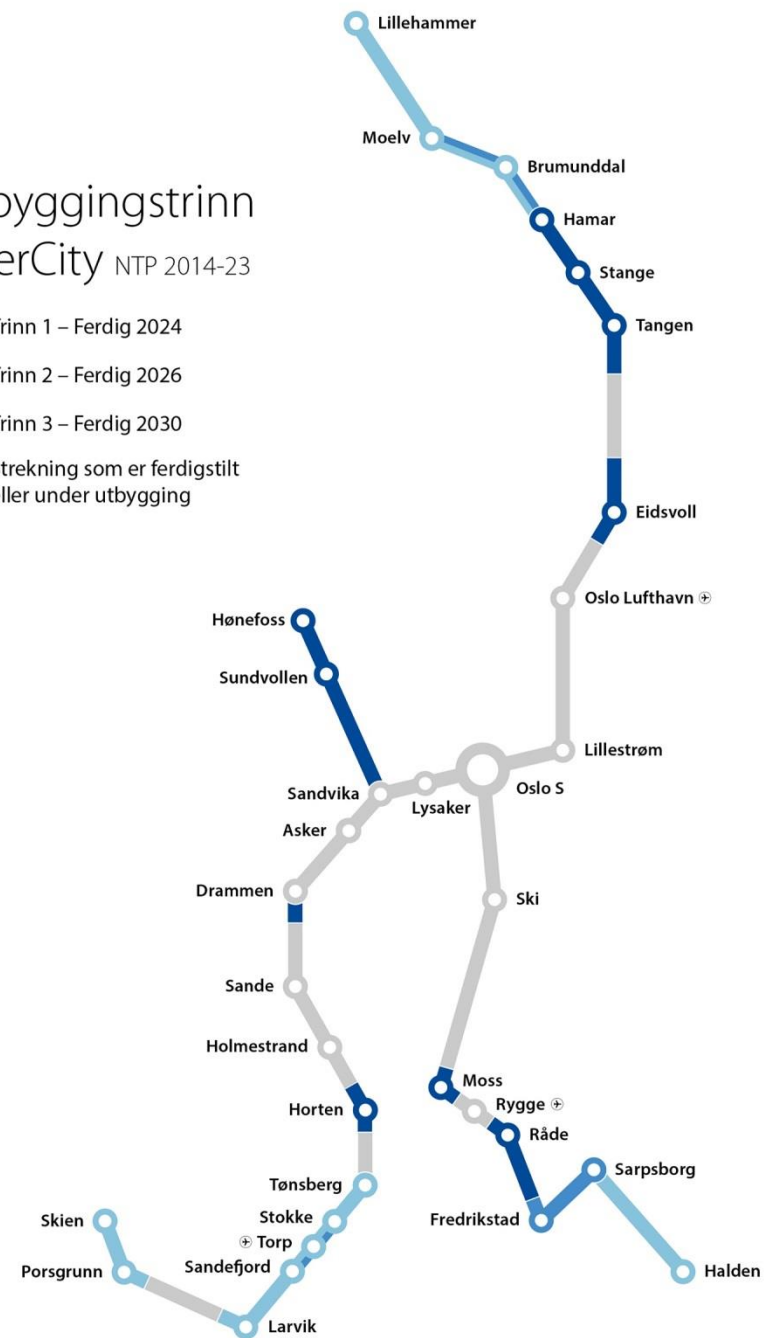 Lillehammer
Moelv
Brumunddal
byggingstrinn
Hamar
erCity NTP 2014-23
Stange
rinn 1 – Ferdig 2024
Tangen
rinn 2 – Ferdig 2026
rinn 3 – Ferdig 2030
trekning som er ferdigstilt
ller under utbygging
Eidsvoll
Oslo Lufthavn
Hønefoss
Sundvollen
Lillestrøm
Oslo S
Sandvika
Lysaker
Asker
Drammen
Ski
Sande
Holmestrand
Moss
Rygge
Horten
Råde
Sarpsborg
Tønsberg
Stokke
Skien
Fredrikstad
Torp
Sandefjord
Porsgrunn
Halden
Larvik